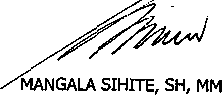 MANGALA SIHITE, SH, MM